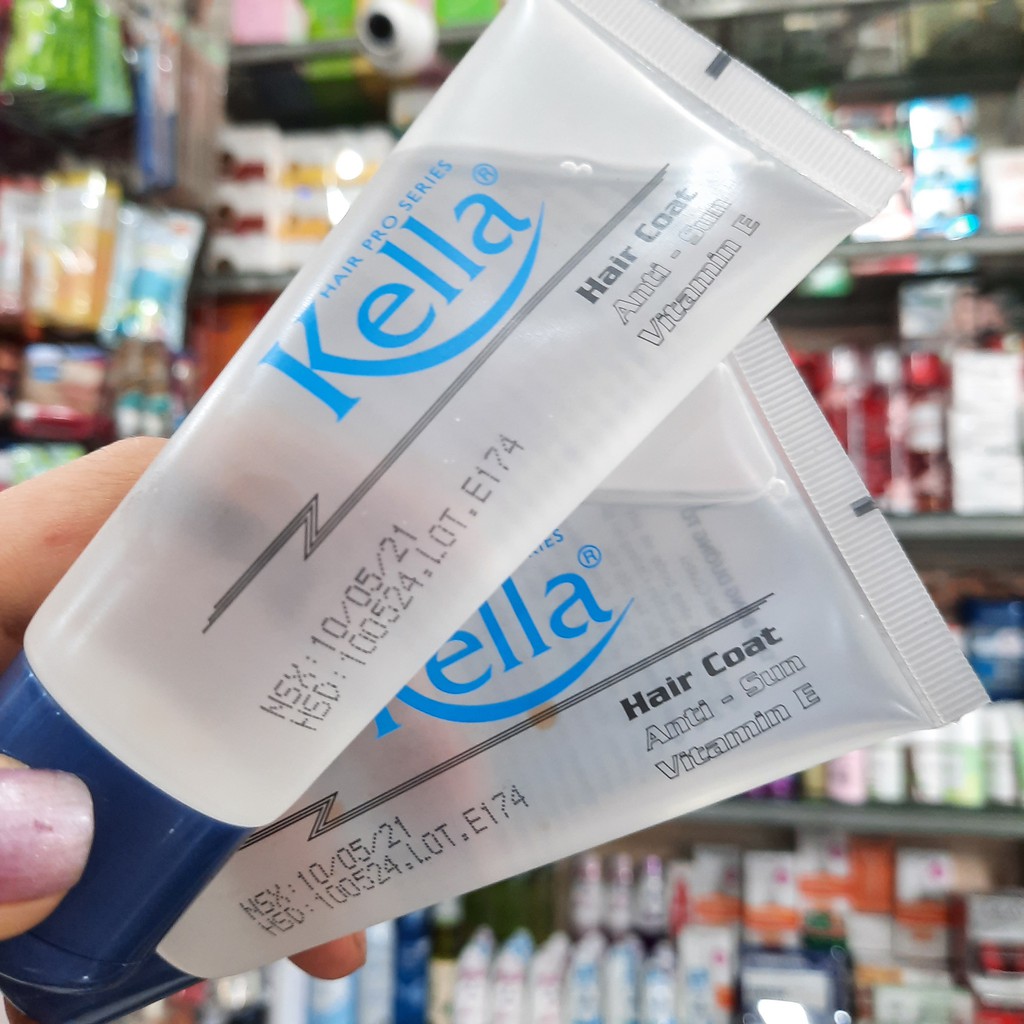 HAIR PRO SERIES
Kella®
Hair Coat
Anti - Sun
Vitamin E
NSX:10/05/21
HSD:100524.LOT.E174
Kella®
Hair Coat
Anti - Sun
Vitamin E
NSX:10/05/21
HSD:100524.LOT.E174